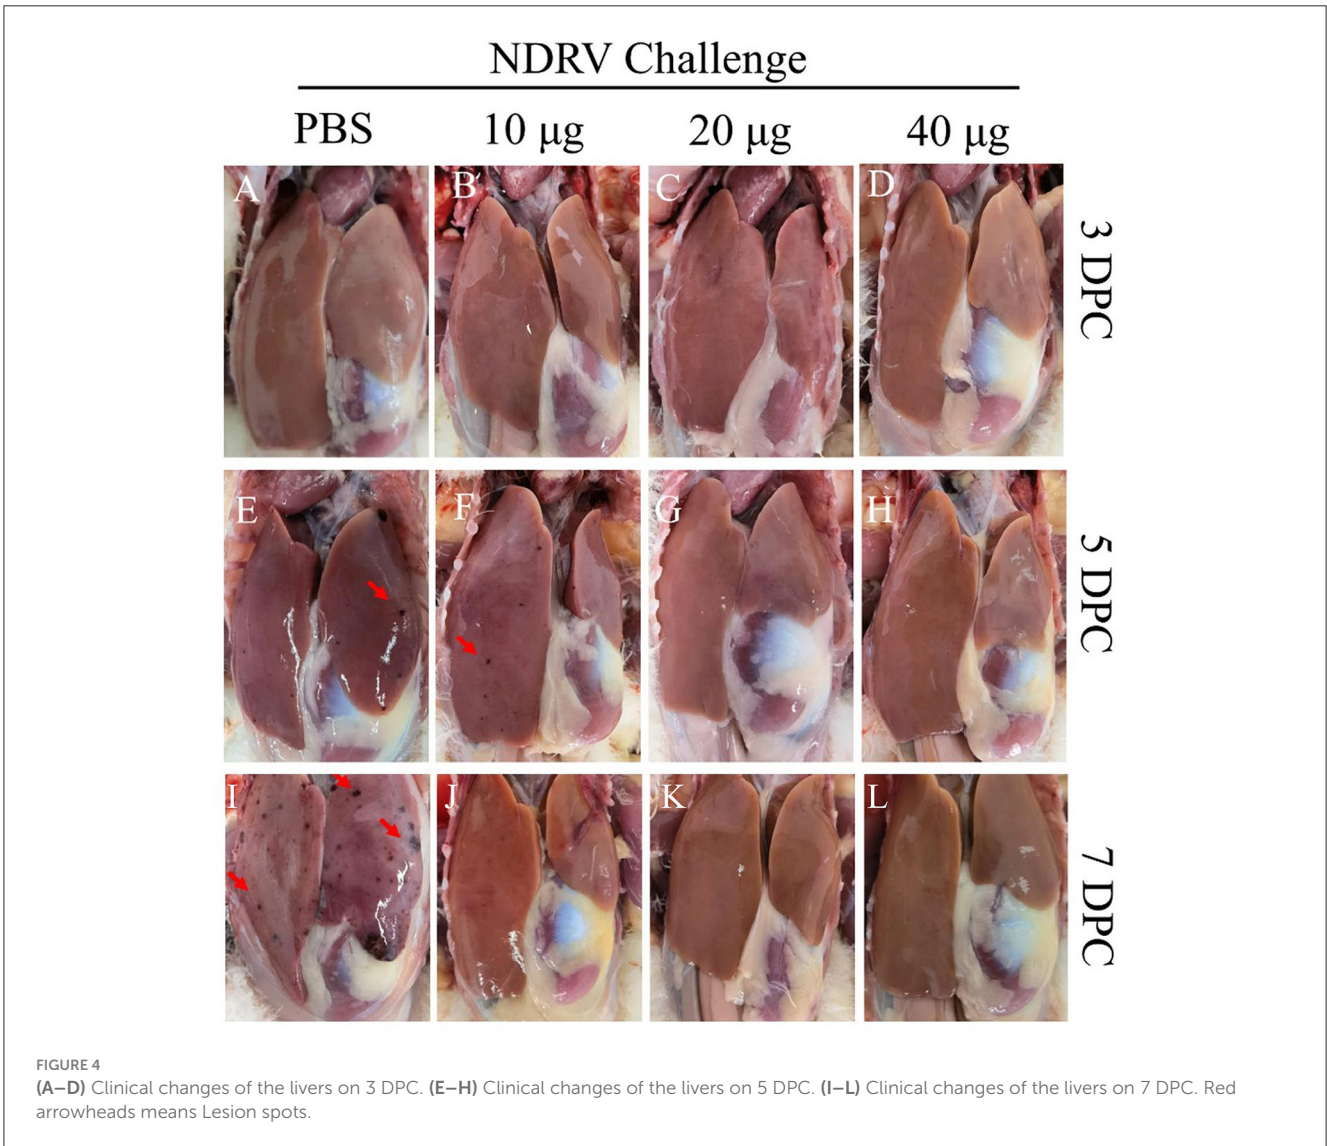 NDRV Challenge
PBS 10 μg 20 μg 40 μg
A B C D
3 DPC
E F G H
5 DPC
I J K L
7 DPC
FIGURE 4
(A–D) Clinical changes of the livers on 3 DPC. (E–H) Clinical changes of the livers on 5 DPC. (I–L) Clinical changes of the livers on 7 DPC. Red
arrowheads means Lesion spots.